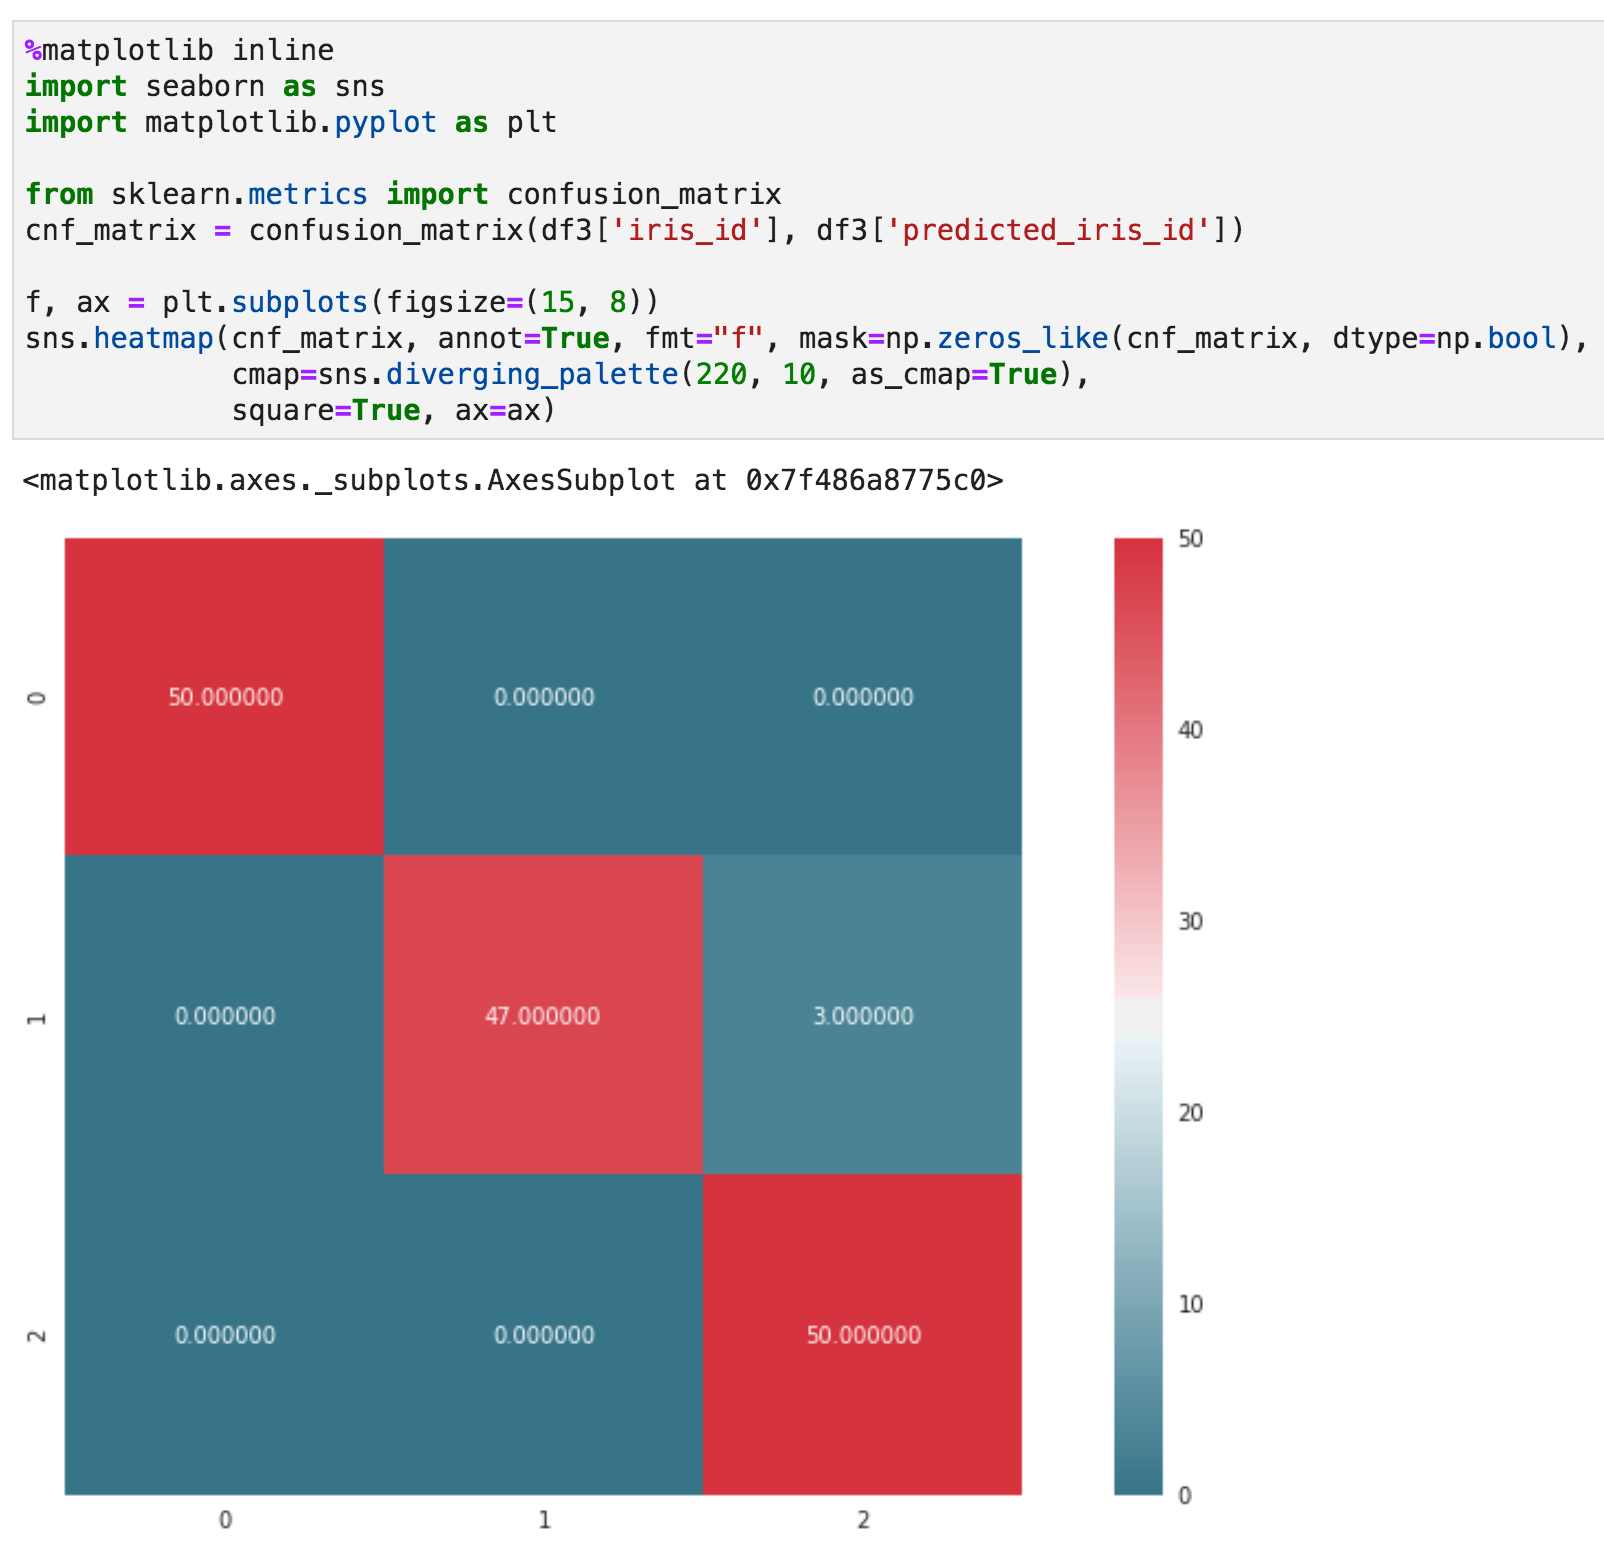 %matplotlib inline
import seaborn as sns
import matplotlib.pyplot as plt

from sklearn.metrics import confusion_matrix
cnf_matrix = confusion_matrix(df3['iris_id'], df3['predicted_iris_id'])

f, ax = plt.subplots(figsize=(15, 8))
sns.heatmap(cnf_matrix, annot=True, fmt="f", mask=np.zeros_like(cnf_matrix, dtype=np.bool),
            cmap=sns.diverging_palette(220, 10, as_cmap=True),
            square=True, ax=ax)
<matplotlib.axes._subplots.AxesSubplot at 0x7f486a8775c0>
50
0 50.000000 0.000000 0.000000
40
30
1 0.000000 47.000000 3.000000
20
10
2 0.000000 0.000000 50.000000
0
0 1 2